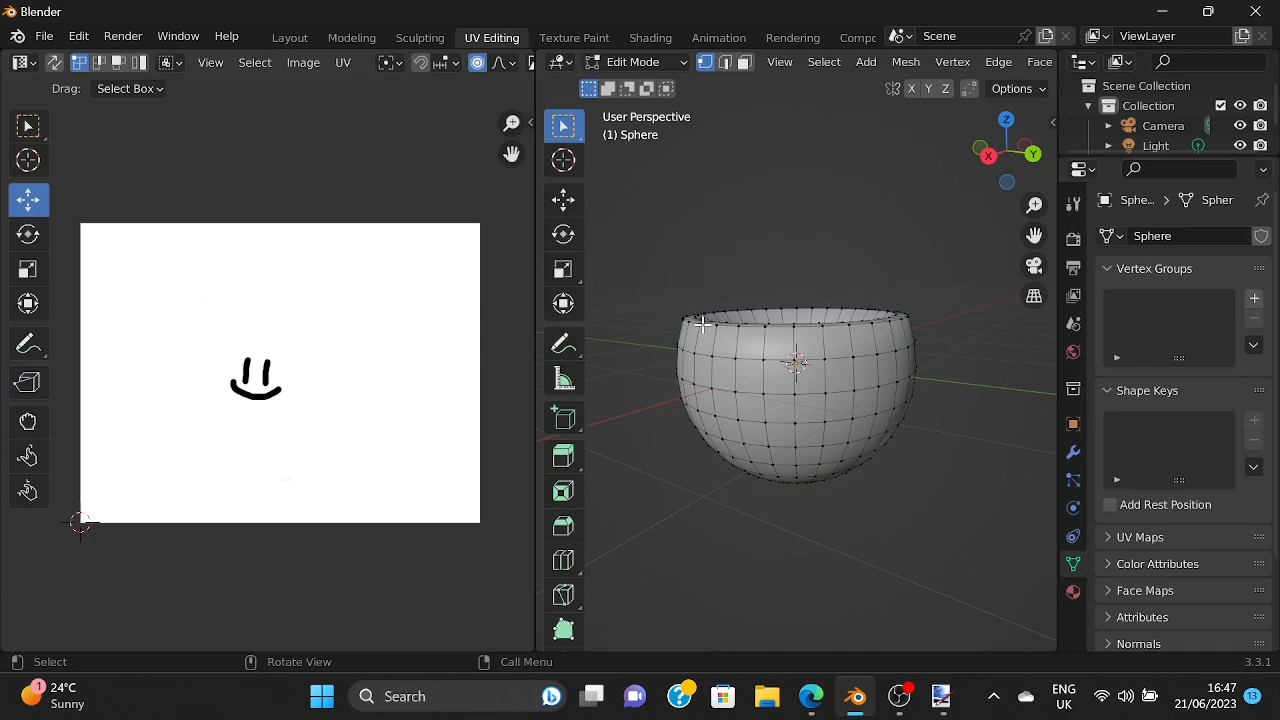 Blender
File Edit Render Window Help Layout Modeling Sculpting UV Editing Texture Paint Shading Animation Rendering Compc Scene ViewLayer
View Select Image UV Edit Mode View Select Add Mesh Vertex Edge Face
Drag: Select Box X Y Z Options
Scene Collection
Collection
Camera
Light
User Perspective
(1) Sphere
Z
X
Y
Sphe... Spher
Sphere
Vertex Groups
Shape Keys
Add Rest Position
UV Maps
Color Attributes
Face Maps
Attributes
Normals
Select Rotate View Call Menu 3.3.1
1
24°C
Sunny
Search
ENG
UK
16:47
21/06/2023
13